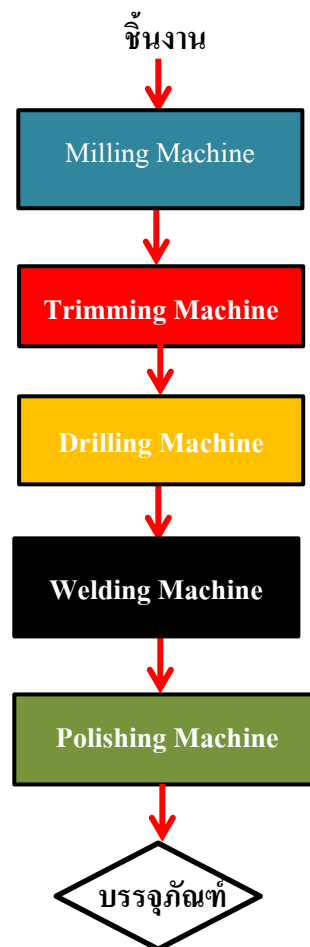 ชิ้นงาน
Milling Machine
Trimming Machine
Drilling Machine
Welding Machine
Polishing Machine
บรรจุภัณฑ์